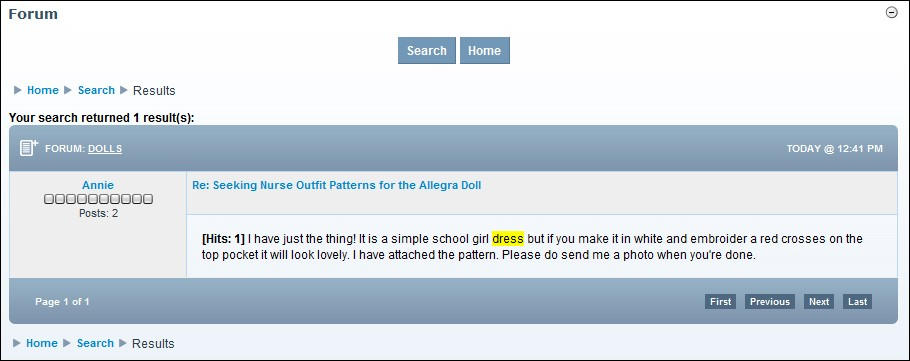 Forum
Search Home
Home Search Results
Your search returned 1 result(s):
FORUM: DOLLS TODAY @ 12:41 PM
Annie
Posts: 2
Re: Seeking Nurse Outfit Patterns for the Allegra Doll
[Hits: 1] I have just the thing! It is a simple school girl dress but if you make it in white and embroider a red crosses on the
top pocket it will look lovely. I have attached the pattern. Please do send me a photo when you're done.
Page 1 of 1 First Previous Next Last
Home Search Results